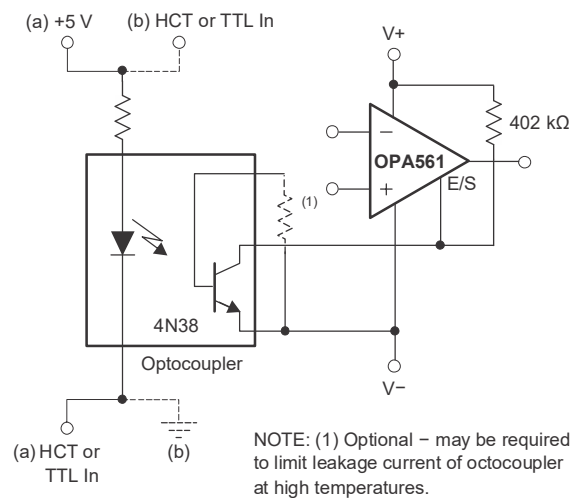 (a) +5 V
(b) HCT or TTL In
V+
402 kΩ
−
OPA561
+
E/S
(1)
4N38
Optocoupler
V−
(a) HCT or
TTL In
(b)
NOTE: (1) Optional − may be required
to limit leakage current of octocoupler
at high temperatures.